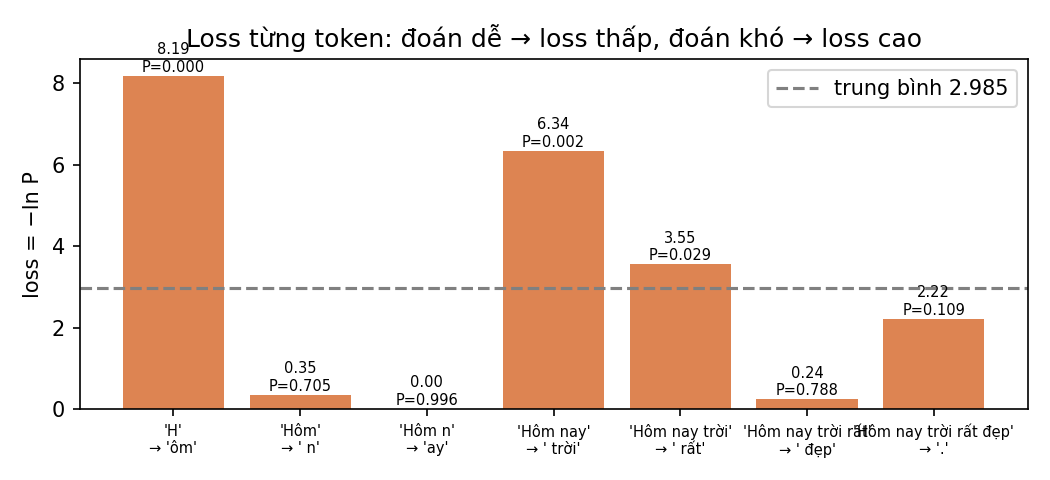 Loss từng token: đoán dễ → loss thấp, đoán khó → loss cao
trung bình 2.985
loss = −ln P
8
6
4
2
0
8.19
P=0.000
0.35
P=0.705
0.00
P=0.996
6.34
P=0.002
3.55
P=0.029
0.24
P=0.788
2.22
P=0.109
'H'
→ 'ôm'
'Hôm'
→ ' n'
'Hôm n'
→ 'ay'
'Hôm nay'
→ ' trời'
'Hôm nay trời'
→ ' rất'
'Hôm nay trời rất'
→ ' đẹp'
'Hôm nay trời rất đẹp'
→ '.'